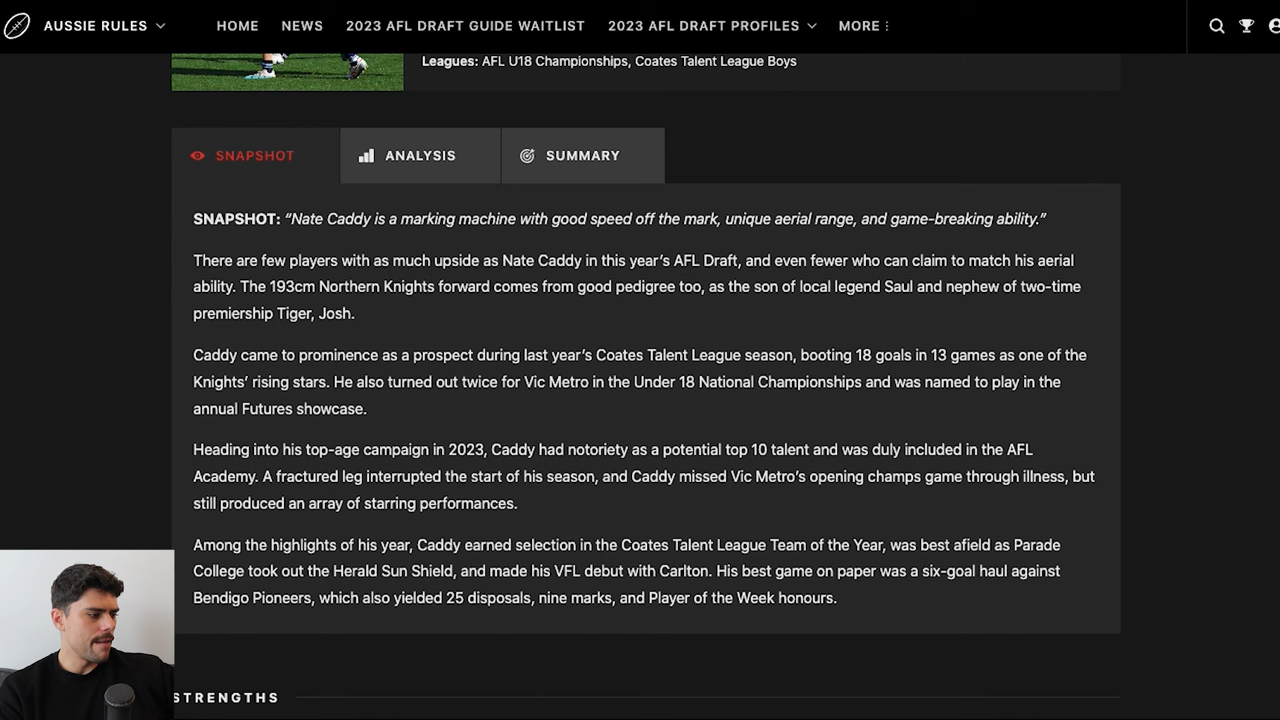 AUSSIE RULES HOME NEWS 2023 AFL DRAFT GUIDE WAITLIST 2023 AFL DRAFT PROFILES MORE
Leagues: AFL U18 Championships, Coates Talent League Boys
SNAPSHOT ANALYSIS SUMMARY
SNAPSHOT: “Nate Caddy is a marking machine with good speed off the mark, unique aerial range, and game-breaking ability.”
There are few players with as much upside as Nate Caddy in this year’s AFL Draft, and even fewer who can claim to match his aerial
ability. The 193cm Northern Knights forward comes from good pedigree too, as the son of local legend Saul and nephew of two-time
premiership Tiger, Josh.
Caddy came to prominence as a prospect during last year’s Coates Talent League season, booting 18 goals in 13 games as one of the
Knights’ rising stars. He also turned out twice for Vic Metro in the Under 18 National Championships and was named to play in the
annual Futures showcase.
Heading into his top-age campaign in 2023, Caddy had notoriety as a potential top 10 talent and was duly included in the AFL
Academy. A fractured leg interrupted the start of his season, and Caddy missed Vic Metro’s opening champs game through illness, but
still produced an array of starring performances.
Among the highlights of his year, Caddy earned selection in the Coates Talent League Team of the Year, was best afield as Parade
College took out the Herald Sun Shield, and made his VFL debut with Carlton. His best game on paper was a six-goal haul against
Bendigo Pioneers, which also yielded 25 disposals, nine marks, and Player of the Week honours.
STRENGTHS